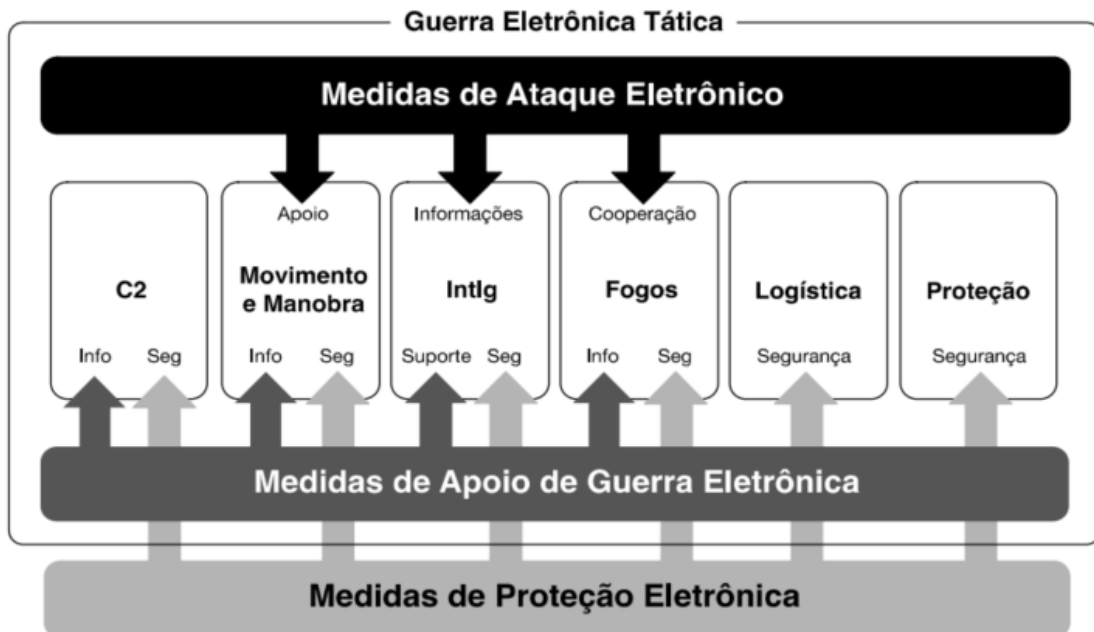 Guerra Eletrônica Tática
Medidas de Ataque Eletrônico
Apoio
Informações
Cooperação
C2
Movimento
e Manobra
Intlg
Fogos
Logística
Proteção
Info Seg
Info Seg
Suporte Seg
Info Seg
Segurança
Segurança
Medidas de Apoio de Guerra Eletrônica
Medidas de Proteção Eletrônica